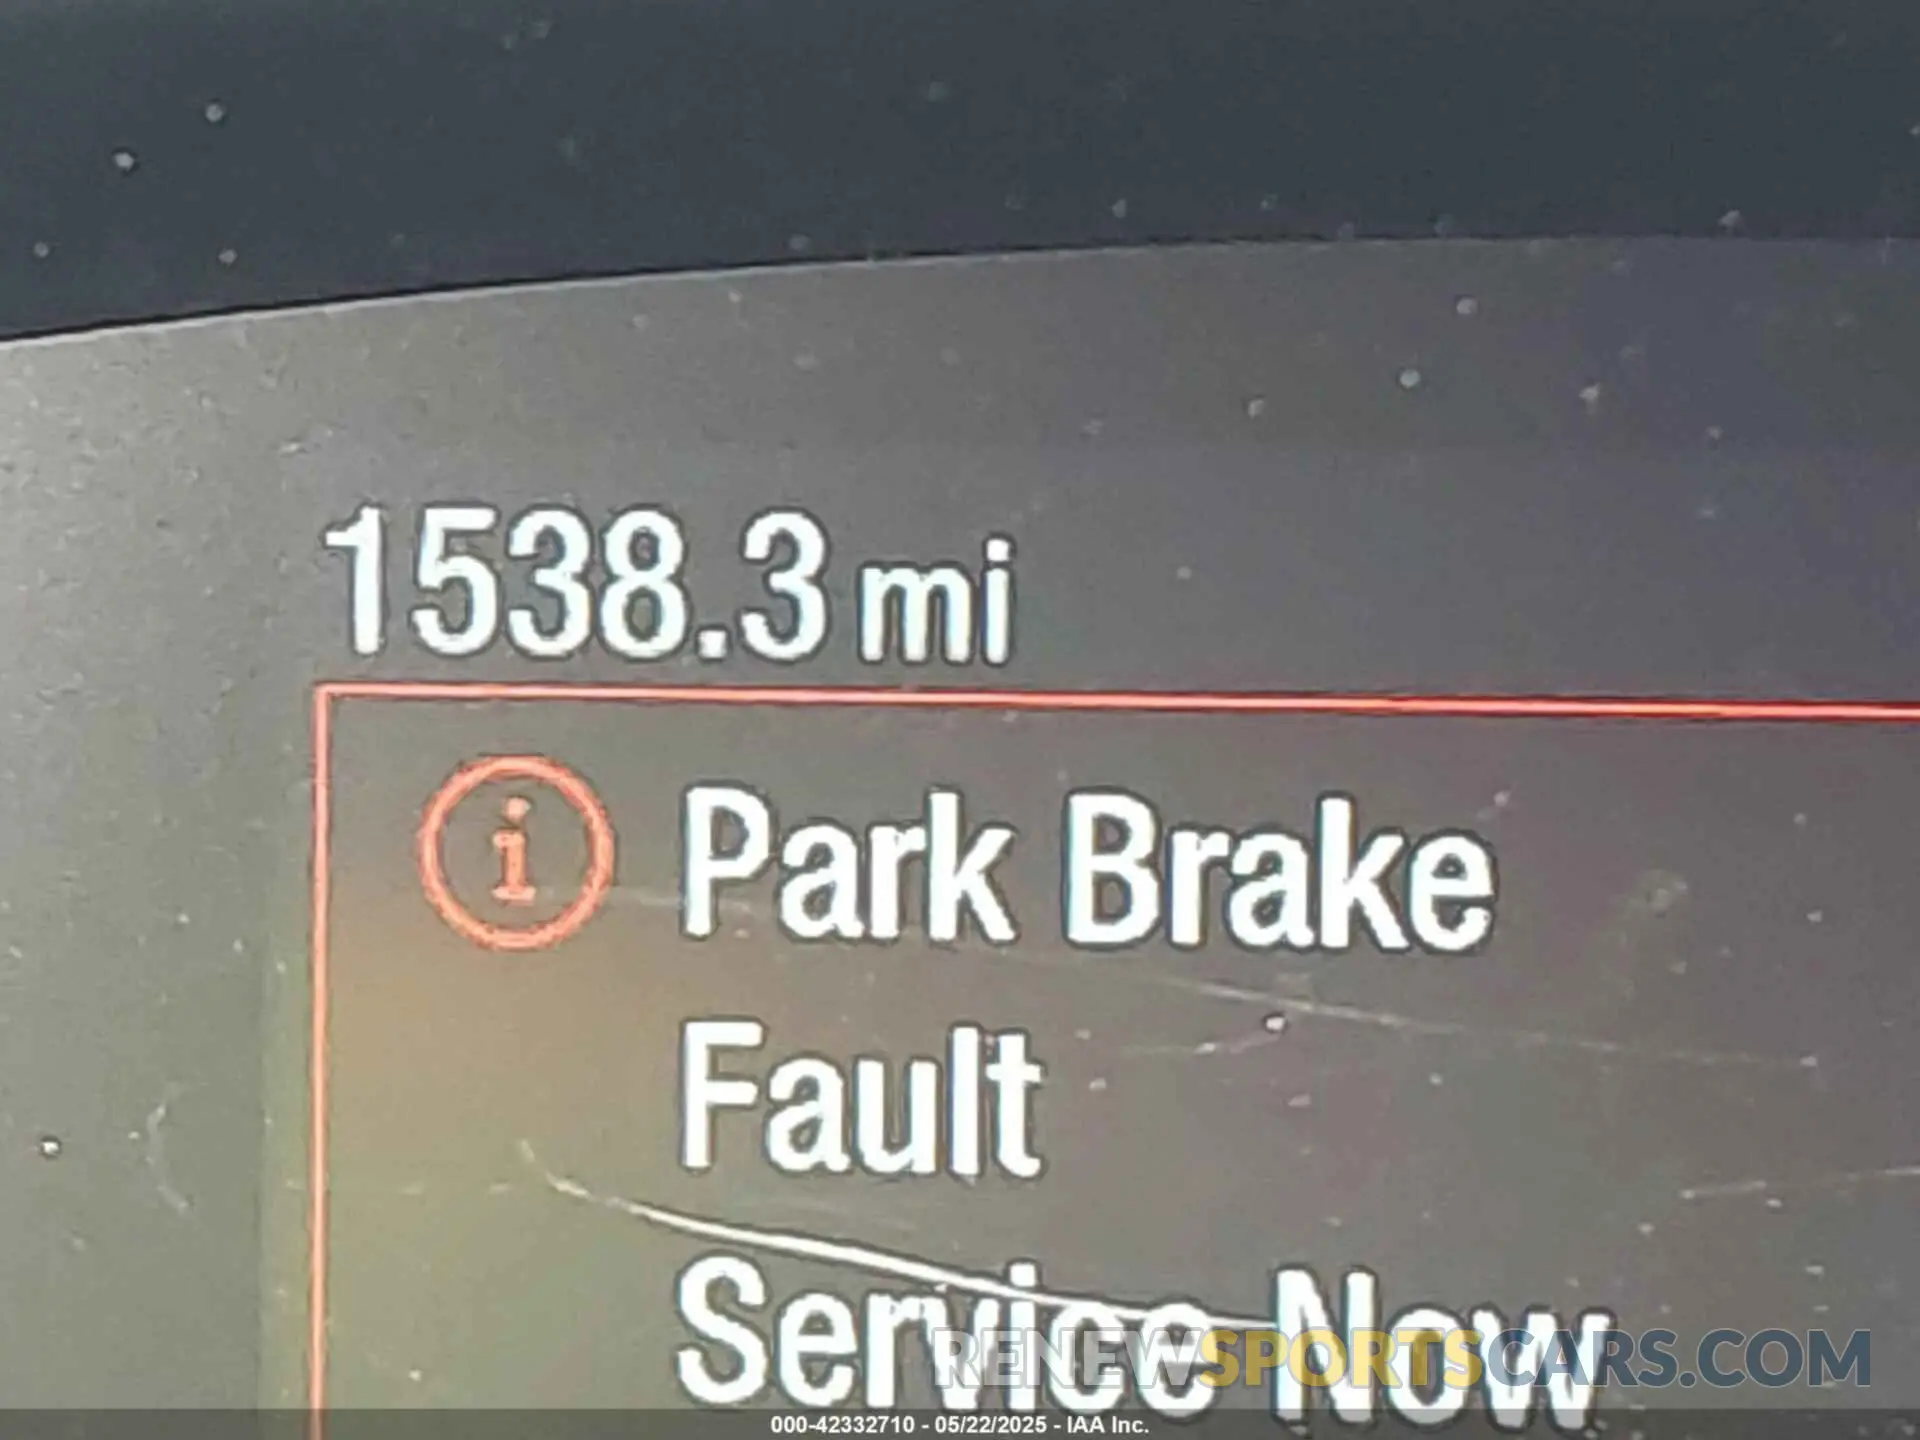 1538.3 mi
i Park Brake
Fault
Service Now
RENEWSPORTSCARS.COM
000-42332710 - 05/22/2025 - IAA Inc.